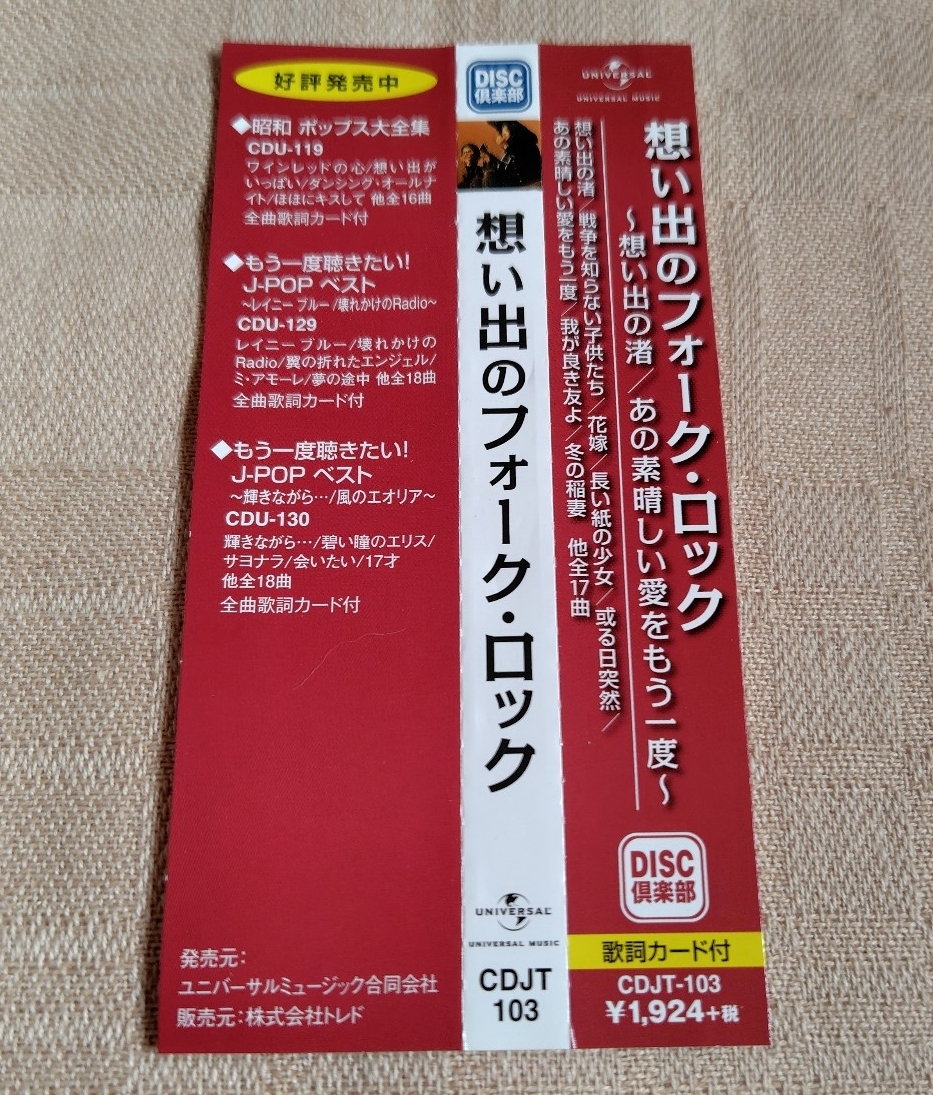 好評発売中
◆昭和 ポップス大全集
CDU-119
ワインレッドの心/想い出が
いっぱい/ダンシング・オールナ
イト/ほほにキスして 他全16曲
全曲歌詞カード付
◆もう一度聴きたい!
J-POP ベスト
~レイニー ブルー/壊れかけのRadio~
CDU-129
レイニー ブルー/壊れかけの
Radio/翼の折れたエンジェル/
ミ・アモーレ/夢の途中 他全18曲
全曲歌詞カード付
◆もう一度聴きたい!
J-POP ベスト
~輝きながら…/風のエオリア~
CDU-130
輝きながら…/碧い瞳のエリス/
サヨナラ/会いたい/17才
他全18曲
全曲歌詞カード付
発売元:
ユニバーサルミュージック合同会社
販売元:株式会社トレド
DISC
倶楽部
想い出のフォーク・ロック
UNIVERSAL
UNIVERSAL MUSIC
CDJT
103
UNIVERSAL
UNIVERSAL MUSIC
想い出のフォーク・ロック
~想い出の渚/あの素晴しい愛をもう一度~
想い出の渚/戦争を知らない子供たち/花嫁/長い紙の少女/或る日突然/
あの素晴しい愛をもう一度/我が良き友よ/冬の稲妻 他全17曲
DISC
倶楽部
歌詞カード付
CDJT-103
¥1,924+税